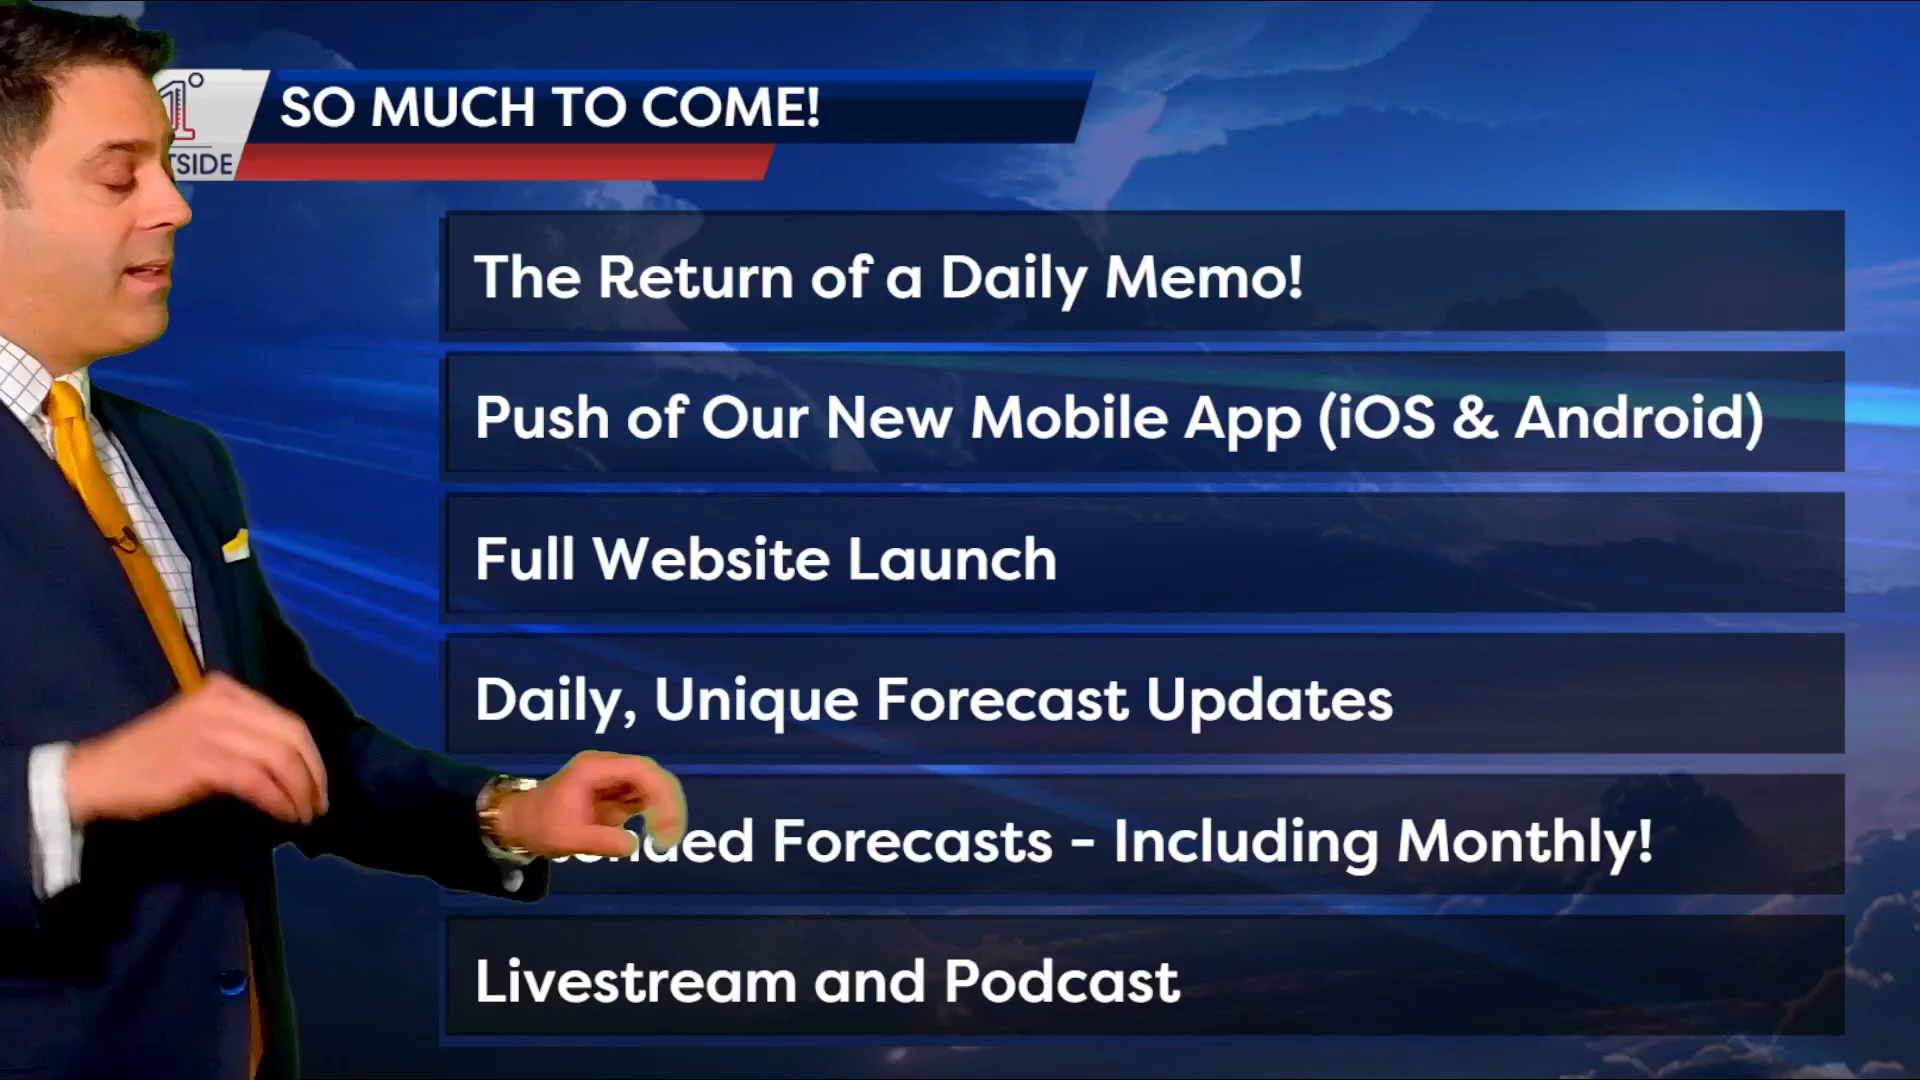 1°
SO MUCH TO COME!
The Return of a Daily Memo!
Push of Our New Mobile App (iOS & Android)
Full Website Launch
Daily, Unique Forecast Updates
Forecasts - Including Monthly!
Livestream and Podcast